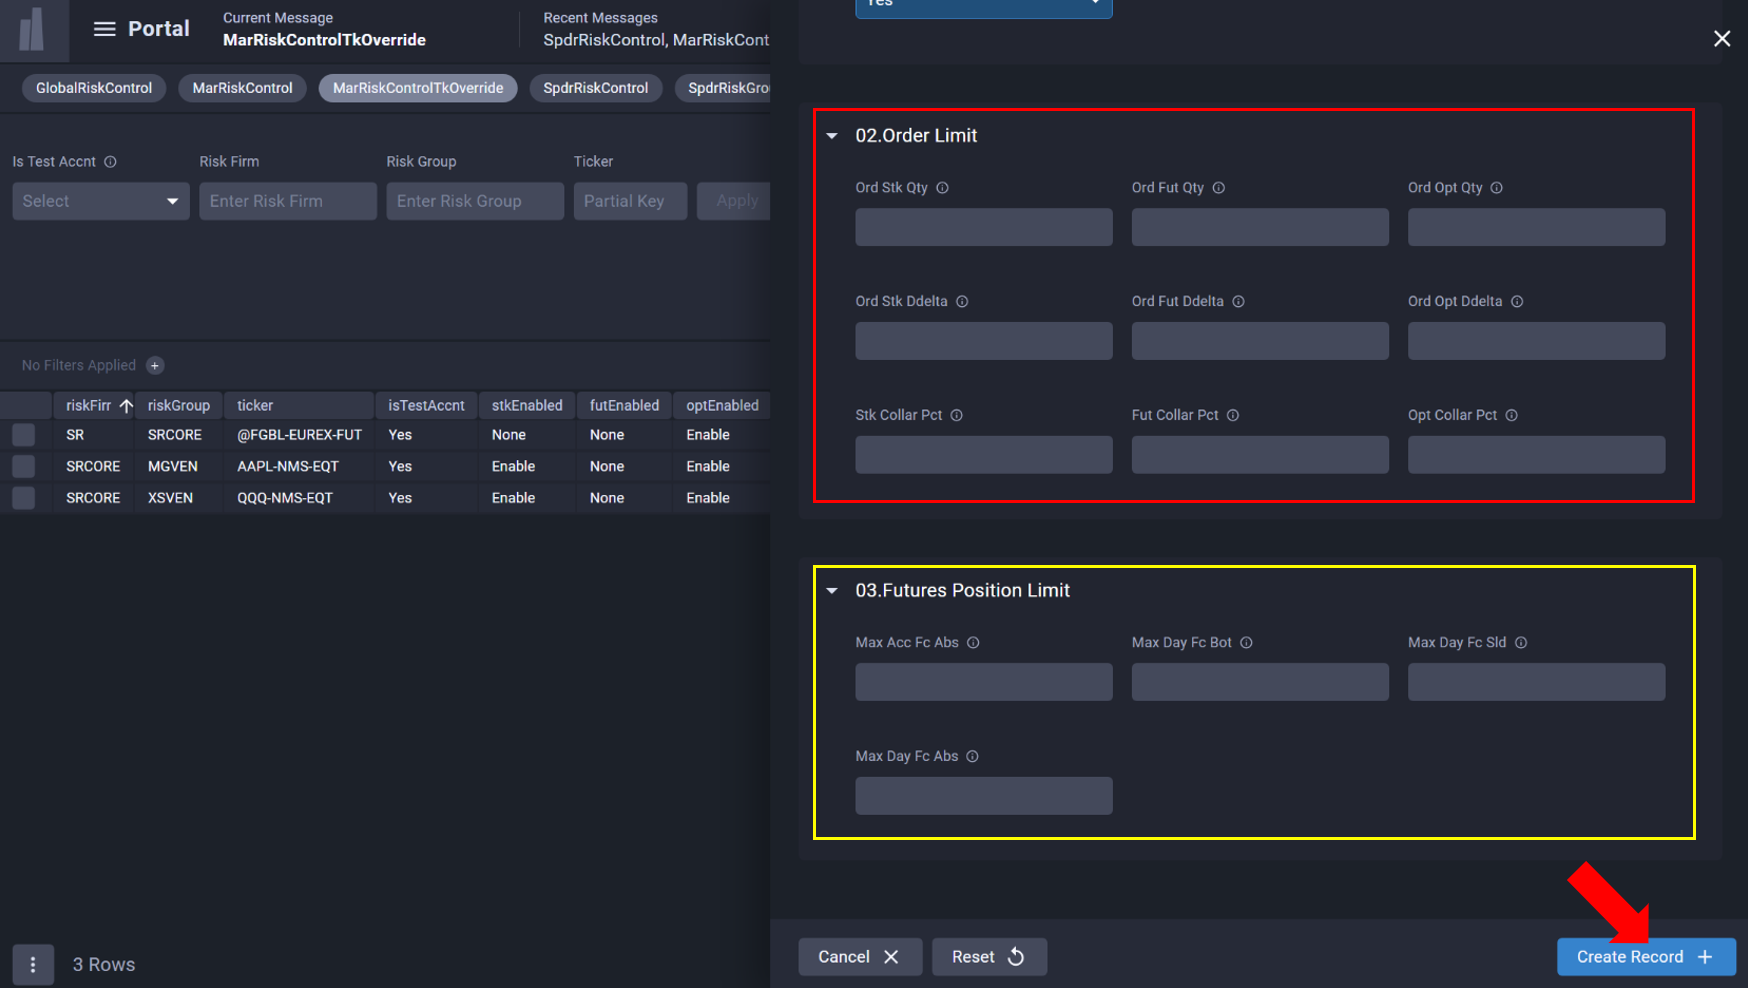 Portal
Current Message
MarRiskControlTkOverride
Recent Messages
SpdrRiskControl, MarRiskCont
GlobalRiskControl
MarRiskControl
MarRiskControlTkOverride
SpdrRiskControl
SpdrRiskGro
Is Test Accnt
Risk Firm
Risk Group
Ticker
Select
Enter Risk Firm
Enter Risk Group
Partial Key
Apply
No Filters Applied
riskFirr riskGroup ticker isTestAccnt stkEnabled futEnabled optEnabled
SR SRCORE @FGBL-EUREX-FUT Yes None None Enable
SRCORE MGVEN AAPL-NMS-EQT Yes Enable None Enable
SRCORE XSVEN QQQ-NMS-EQT Yes Enable None Enable
3 Rows
Yes
02.Order Limit
Ord Stk Qty Ord Fut Qty Ord Opt Qty
Ord Stk Ddelta Ord Fut Ddelta Ord Opt Ddelta
Stk Collar Pct Fut Collar Pct Opt Collar Pct
03.Futures Position Limit
Max Acc Fc Abs Max Day Fc Bot Max Day Fc Sld
Max Day Fc Abs
Cancel
Reset
Create Record